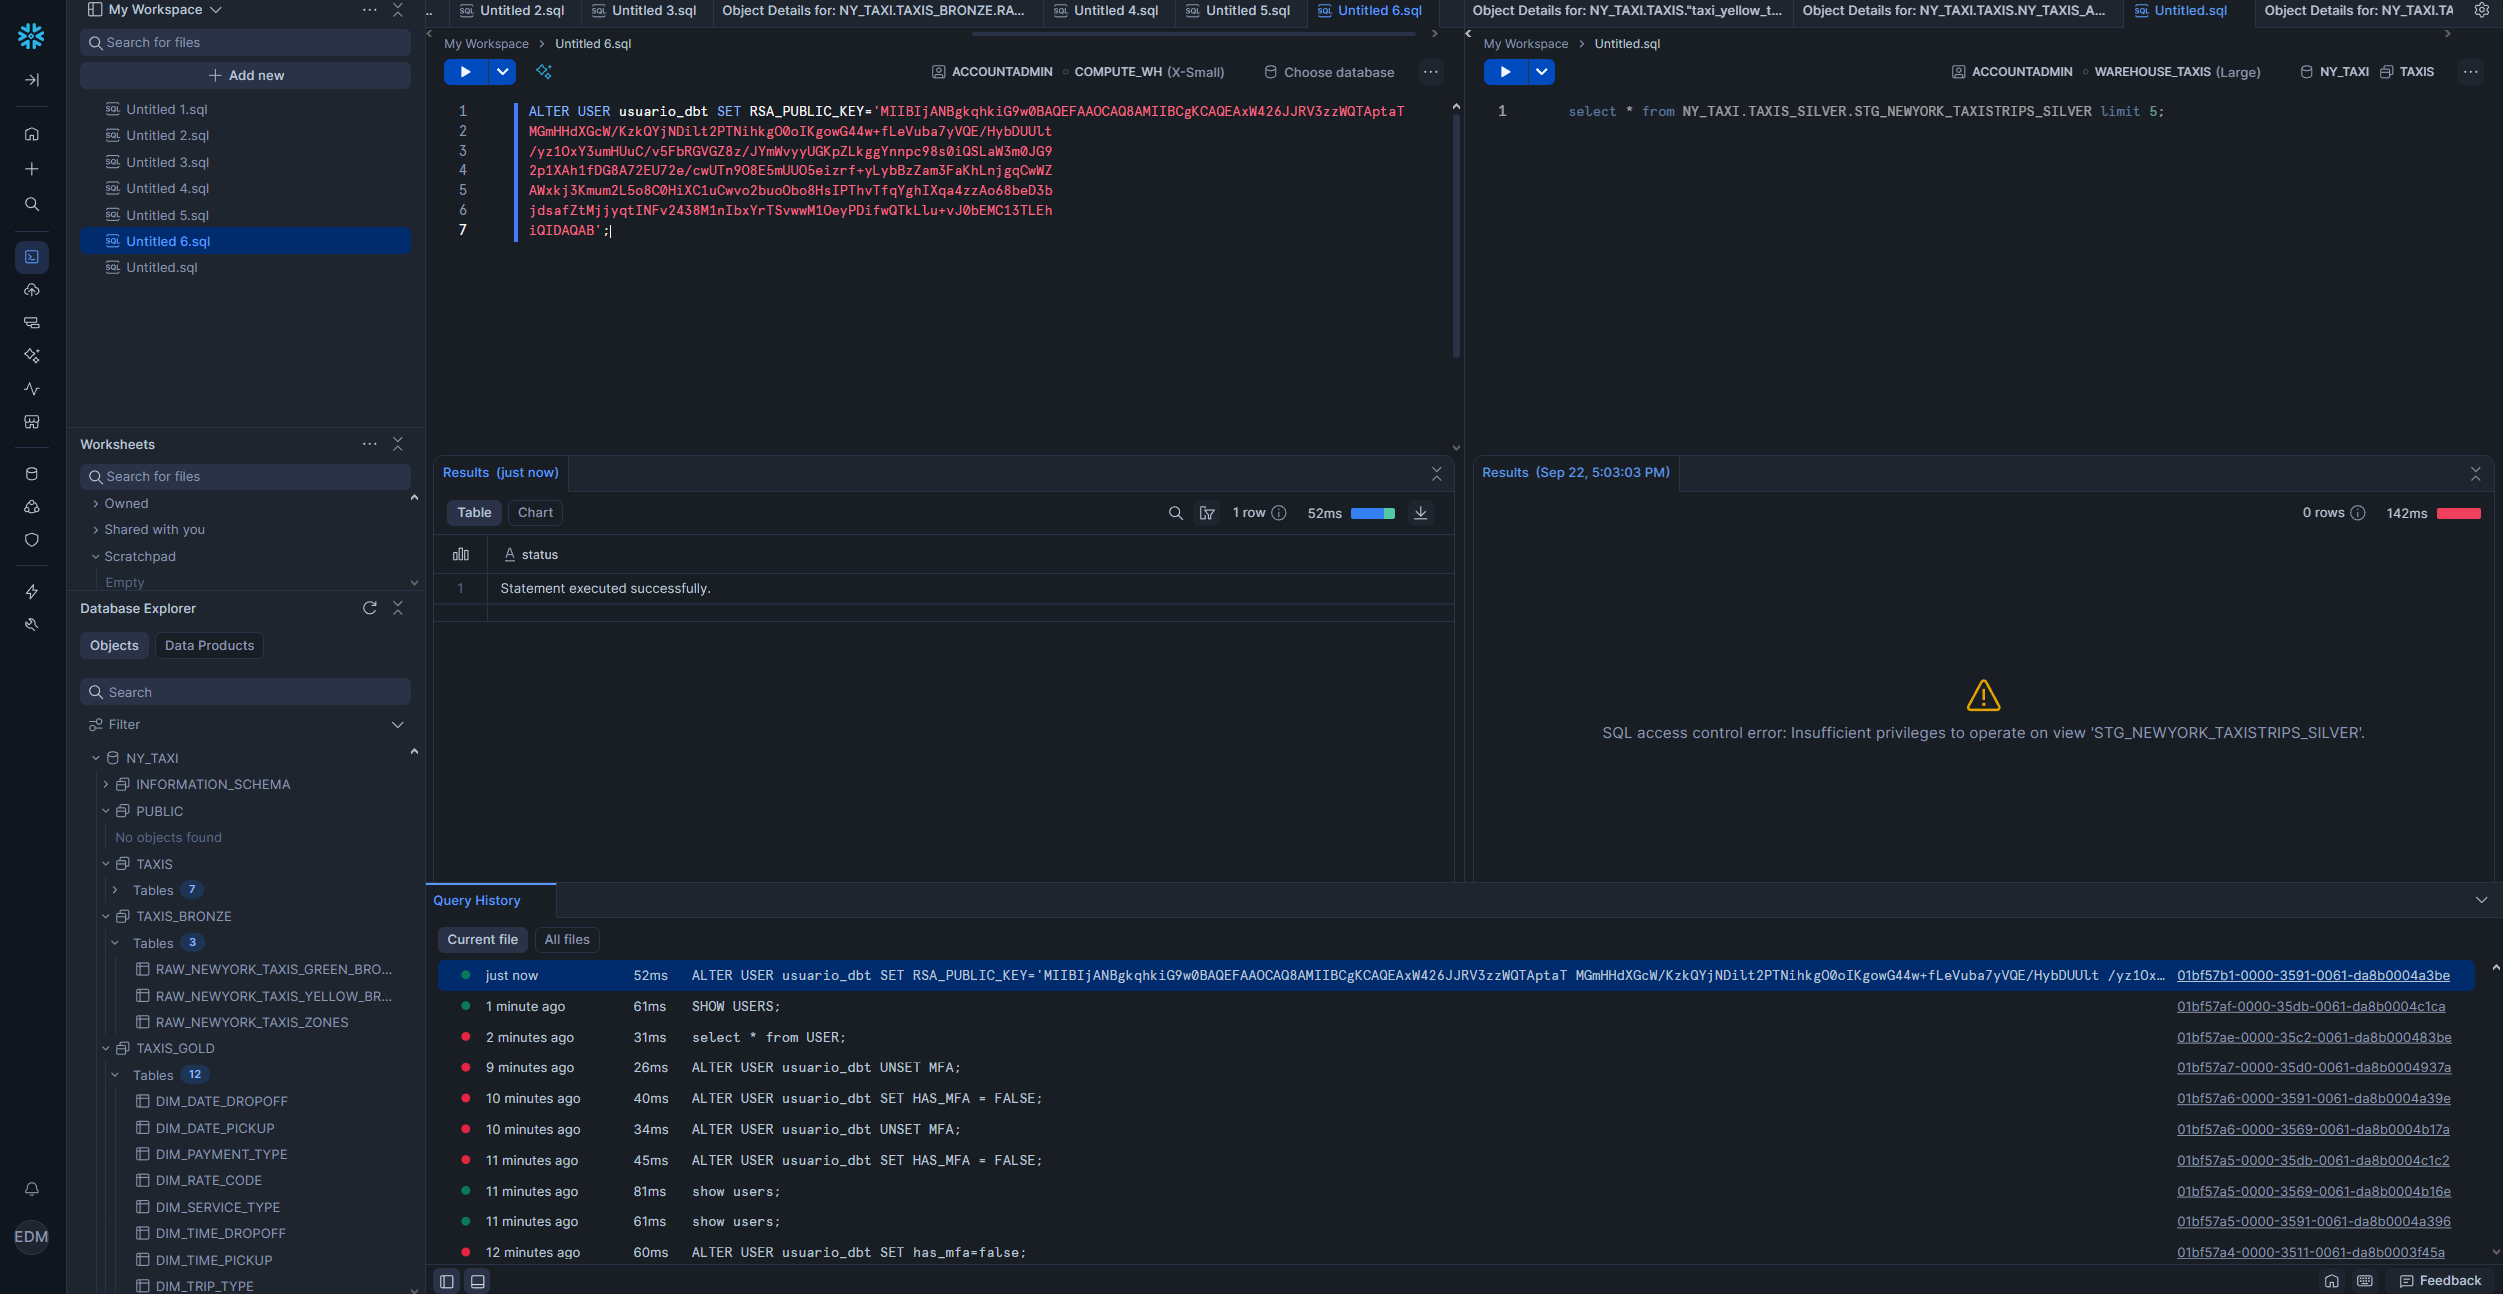 My Workspace
Search for files
Add new
Untitled 1.sql
Untitled 2.sql
Untitled 3.sql
Untitled 4.sql
Untitled 5.sql
Untitled 6.sql
Untitled.sql
Worksheets
Search for files
Owned
Shared with you
Scratchpad
Empty
Database Explorer
Objects
Data Products
Search
Filter
NY_TAXI
INFORMATION_SCHEMA
PUBLIC
No objects found
TAXIS
Tables 7
TAXIS_BRONZE
Tables 3
RAW_NEWYORK_TAXIS_GREEN_BRO...
RAW_NEWYORK_TAXIS_YELLOW_BR...
RAW_NEWYORK_TAXIS_ZONES
TAXIS_GOLD
Tables 12
DIM_DATE_DROPOFF
DIM_DATE_PICKUP
DIM_PAYMENT_TYPE
DIM_RATE_CODE
DIM_SERVICE_TYPE
DIM_TIME_DROPOFF
DIM_TIME_PICKUP
DIM_TRIP_TYPE
EDM
... Untitled 2.sql Untitled 3.sql Object Details for: NY_TAXI.TAXIS_BRONZE.RA... Untitled 4.sql Untitled 5.sql Untitled 6.sql
My Workspace > Untitled 6.sql
ACCOUNTADMIN COMPUTE_WH (X-Small) Choose database ...
1 ALTER USER usuario_dbt SET RSA_PUBLIC_KEY='MIIBIjANBgkqhkiG9w0BAQEFAAOCAQ8AMIIBCgKCAQEAxW426JJRV3zzWQTAptaT
2 MGmHHdXGcW/KzkQYjNDilt2PTNihkgO0oIKgowG44w+fLeVuba7yVQE/HybDUUlt
3 /yz1OxY3umHUuC/v5FbRGVGZ8z/JYmWvyyUGKpZLkggYnnpc98s0iQSLaW3m0JG9
4 2p1XAh1fDG8A72EU72e/cwUTn9O8E5mUUO5eizrf+yLybBzZam3FaKhLnjgqCwWZ
5 AWxkj3Kmum2L5o8C0HiXC1uCwvo2buoObo8HsIPThvTfqYghIXqa4zzAo68beD3b
6 jdsafZtMjjyqtINFv2438M1nIbxYrTSvwwM1OeyPDifwQTkLlu+vJ0bEMC13TLEh
7 iQIDAQAB';
Results (just now)
Table Chart 1 row 52ms
status
1 Statement executed successfully.
Object Details for: NY_TAXI.TAXIS."taxi_yellow_t... Object Details for: NY_TAXI.TAXIS.NY_TAXIS_A... Untitled.sql Object Details for: NY_TAXI.TA
My Workspace > Untitled.sql
ACCOUNTADMIN WAREHOUSE_TAXIS (Large) NY_TAXI TAXIS ...
1 select * from NY_TAXI.TAXIS_SILVER.STG_NEWYORK_TAXISTRIPS_SILVER limit 5;
Results (Sep 22, 5:03:03 PM)
0 rows 142ms
SQL access control error: Insufficient privileges to operate on view 'STG_NEWYORK_TAXISTRIPS_SILVER'.
Query History
Current file All files
just now 52ms ALTER USER usuario_dbt SET RSA_PUBLIC_KEY='MIIBIjANBgkqhkiG9w0BAQEFAAOCAQ8AMIIBCgKCAQEAxW426JJRV3zzWQTAptaT MGmHHdXGcW/KzkQYjNDilt2PTNihkgO0oIKgowG44w+fLeVuba7yVQE/HybDUUlt /yz1Ox... 01bf57b1-0000-3591-0061-da8b0004a3be
1 minute ago 61ms SHOW USERS; 01bf57af-0000-35db-0061-da8b0004c1ca
2 minutes ago 31ms select * from USER; 01bf57ae-0000-35c2-0061-da8b000483be
9 minutes ago 26ms ALTER USER usuario_dbt UNSET MFA; 01bf57a7-0000-35d0-0061-da8b0004937a
10 minutes ago 40ms ALTER USER usuario_dbt SET HAS_MFA = FALSE; 01bf57a6-0000-3591-0061-da8b0004a39e
10 minutes ago 34ms ALTER USER usuario_dbt UNSET MFA; 01bf57a6-0000-3569-0061-da8b0004b17a
11 minutes ago 45ms ALTER USER usuario_dbt SET HAS_MFA = FALSE; 01bf57a5-0000-35db-0061-da8b0004c1c2
11 minutes ago 81ms show users; 01bf57a5-0000-3569-0061-da8b0004b16e
11 minutes ago 61ms show users; 01bf57a5-0000-3591-0061-da8b0004a396
12 minutes ago 60ms ALTER USER usuario_dbt SET has_mfa=false; 01bf57a4-0000-3511-0061-da8b0003f45a
Feedback